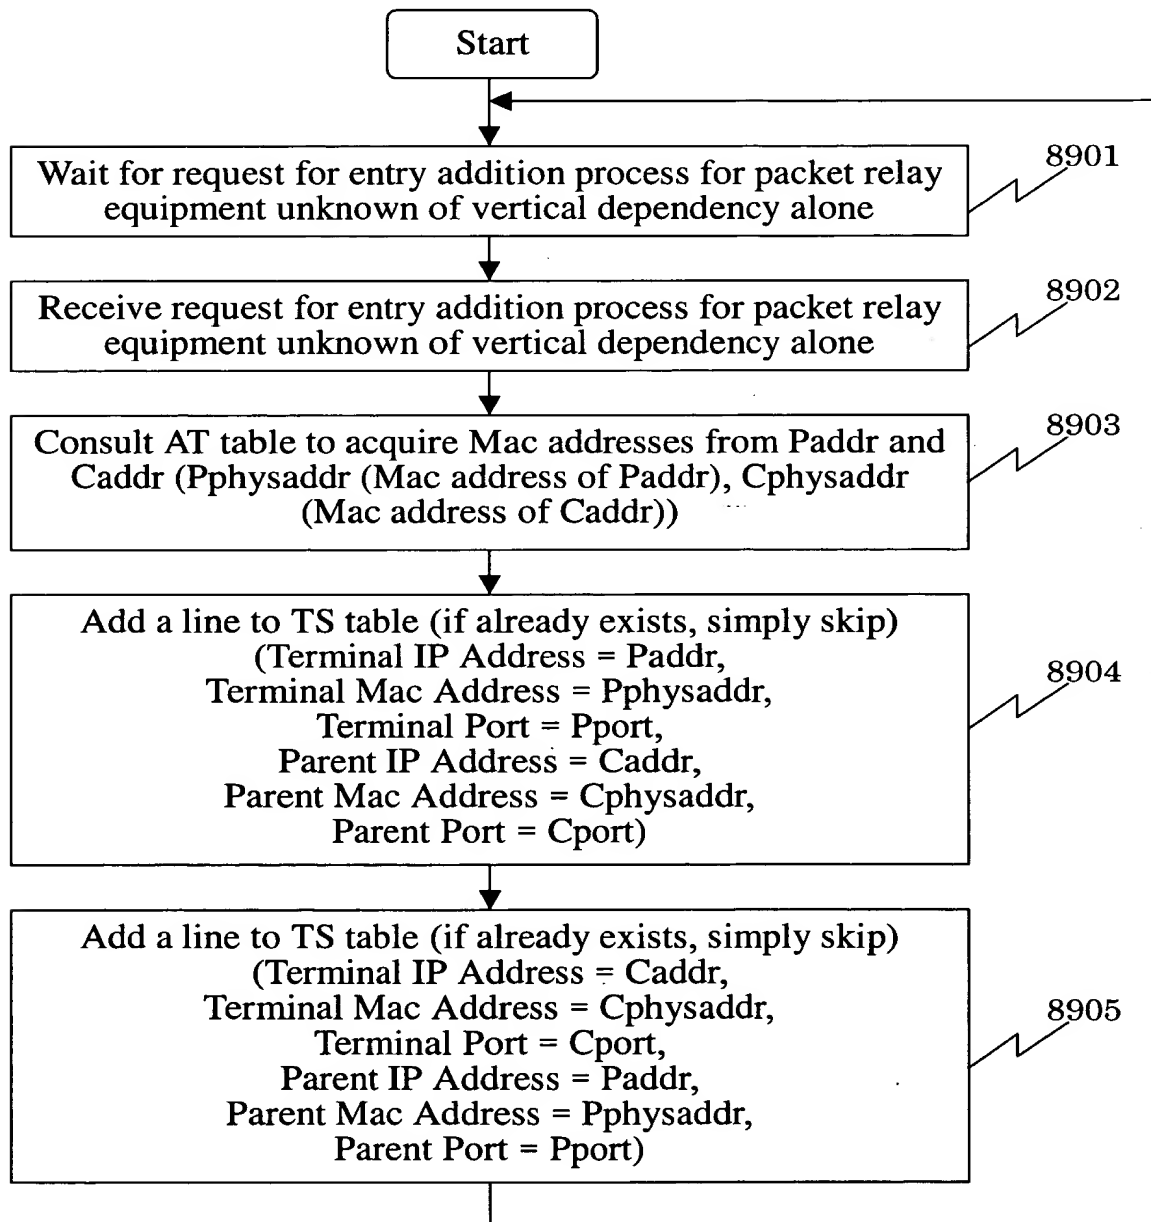 Start
Wait for request for entry addition process for packet relay
equipment unknown of vertical dependency alone
8901
Receive request for entry addition process for packet relay
equipment unknown of vertical dependency alone
8902
Consult AT table to acquire Mac addresses from Paddr and
Caddr (Pphysaddr (Mac address of Paddr), Cphysaddr
(Mac address of Caddr))
8903
Add a line to TS table (if already exists, simply skip)
(Terminal IP Address = Paddr,
Terminal Mac Address = Pphysaddr,
Terminal Port = Pport,
Parent IP Address = Caddr,
Parent Mac Address = Cphysaddr,
Parent Port = Cport)
8904
Add a line to TS table (if already exists, simply skip)
(Terminal IP Address = Caddr,
Terminal Mac Address = Cphysaddr,
Terminal Port = Cport,
Parent IP Address = Paddr,
Parent Mac Address = Pphysaddr,
Parent Port = Pport)
8905